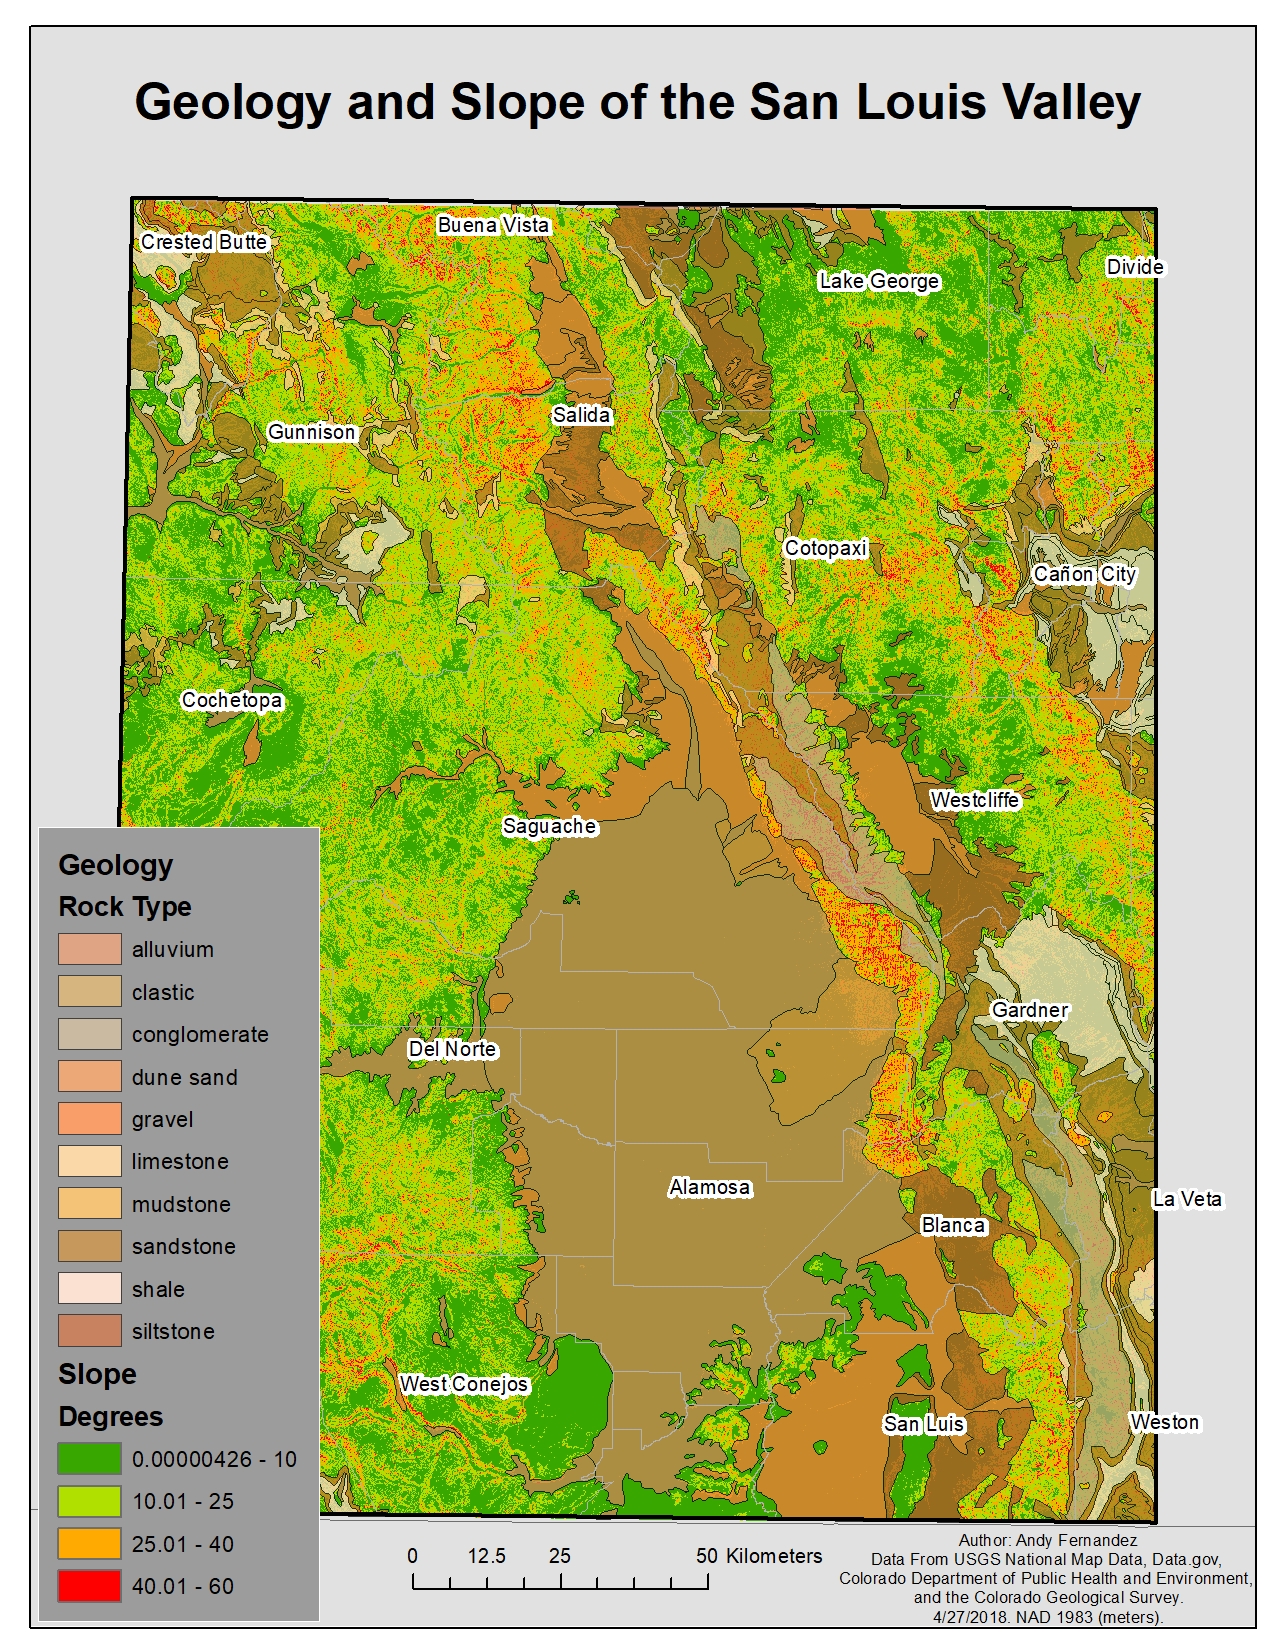 Geology and Slope of the San Louis Valley
Crested Butte
Buena Vista
Lake George
Divide
Salida
Gunnison
Cotopaxi
Cañon City
Cochetopa
Westcliffe
Saguache
Gardner
Del Norte
Alamosa
La Veta
Blanca
West Conejos
San Luis
Weston
Geology
Rock Type
alluvium
clastic
conglomerate
dune sand
gravel
limestone
mudstone
sandstone
shale
siltstone
Slope
Degrees
0.00000426 - 10
10.01 - 25
25.01 - 40
40.01 - 60
0 12.5 25 50 Kilometers
Author: Andy Fernandez
Data From USGS National Map Data, Data.gov,
Colorado Department of Public Health and Environment,
and the Colorado Geological Survey.
4/27/2018. NAD 1983 (meters).